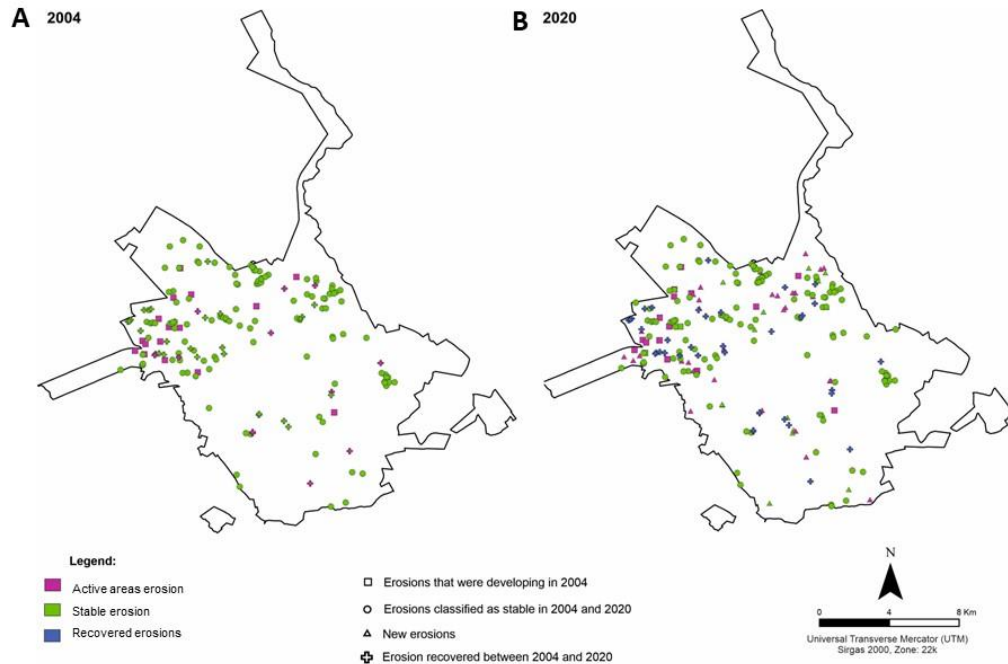 A
2004
B
2020
Legend:
Active areas erosion
Stable erosion
Recovered erosions
Erosions that were developing in 2004
Erosions classified as stable in 2004 and 2020
New erosions
Erosion recovered between 2004 and 2020
N
0 4 8 Km
Universal Transverse Mercator (UTM)
Sirgas 2000, Zone: 22k